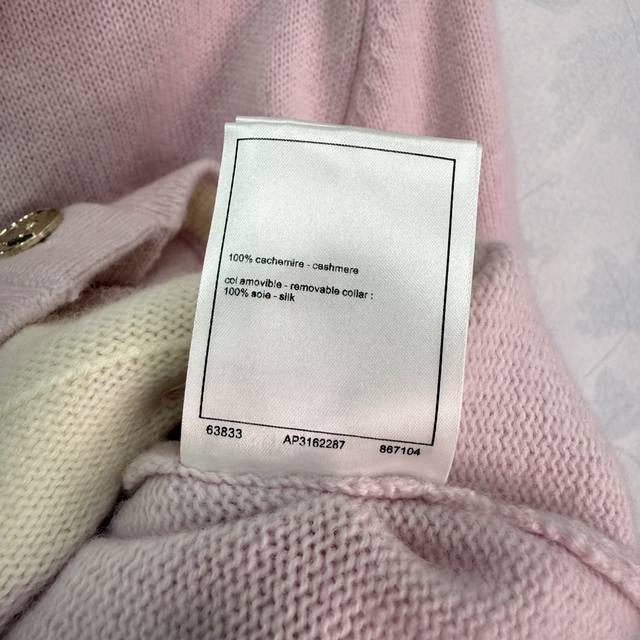 100% cachemire - cashmere
col amovible - removable collar :
100% soie - silk
63833 AP3162287 867104